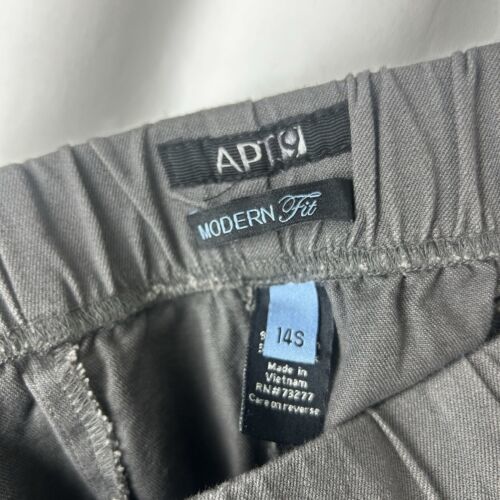 APT 9
MODERN Fit
14S
Made in
Vietnam
RN#73277
Care on reverse